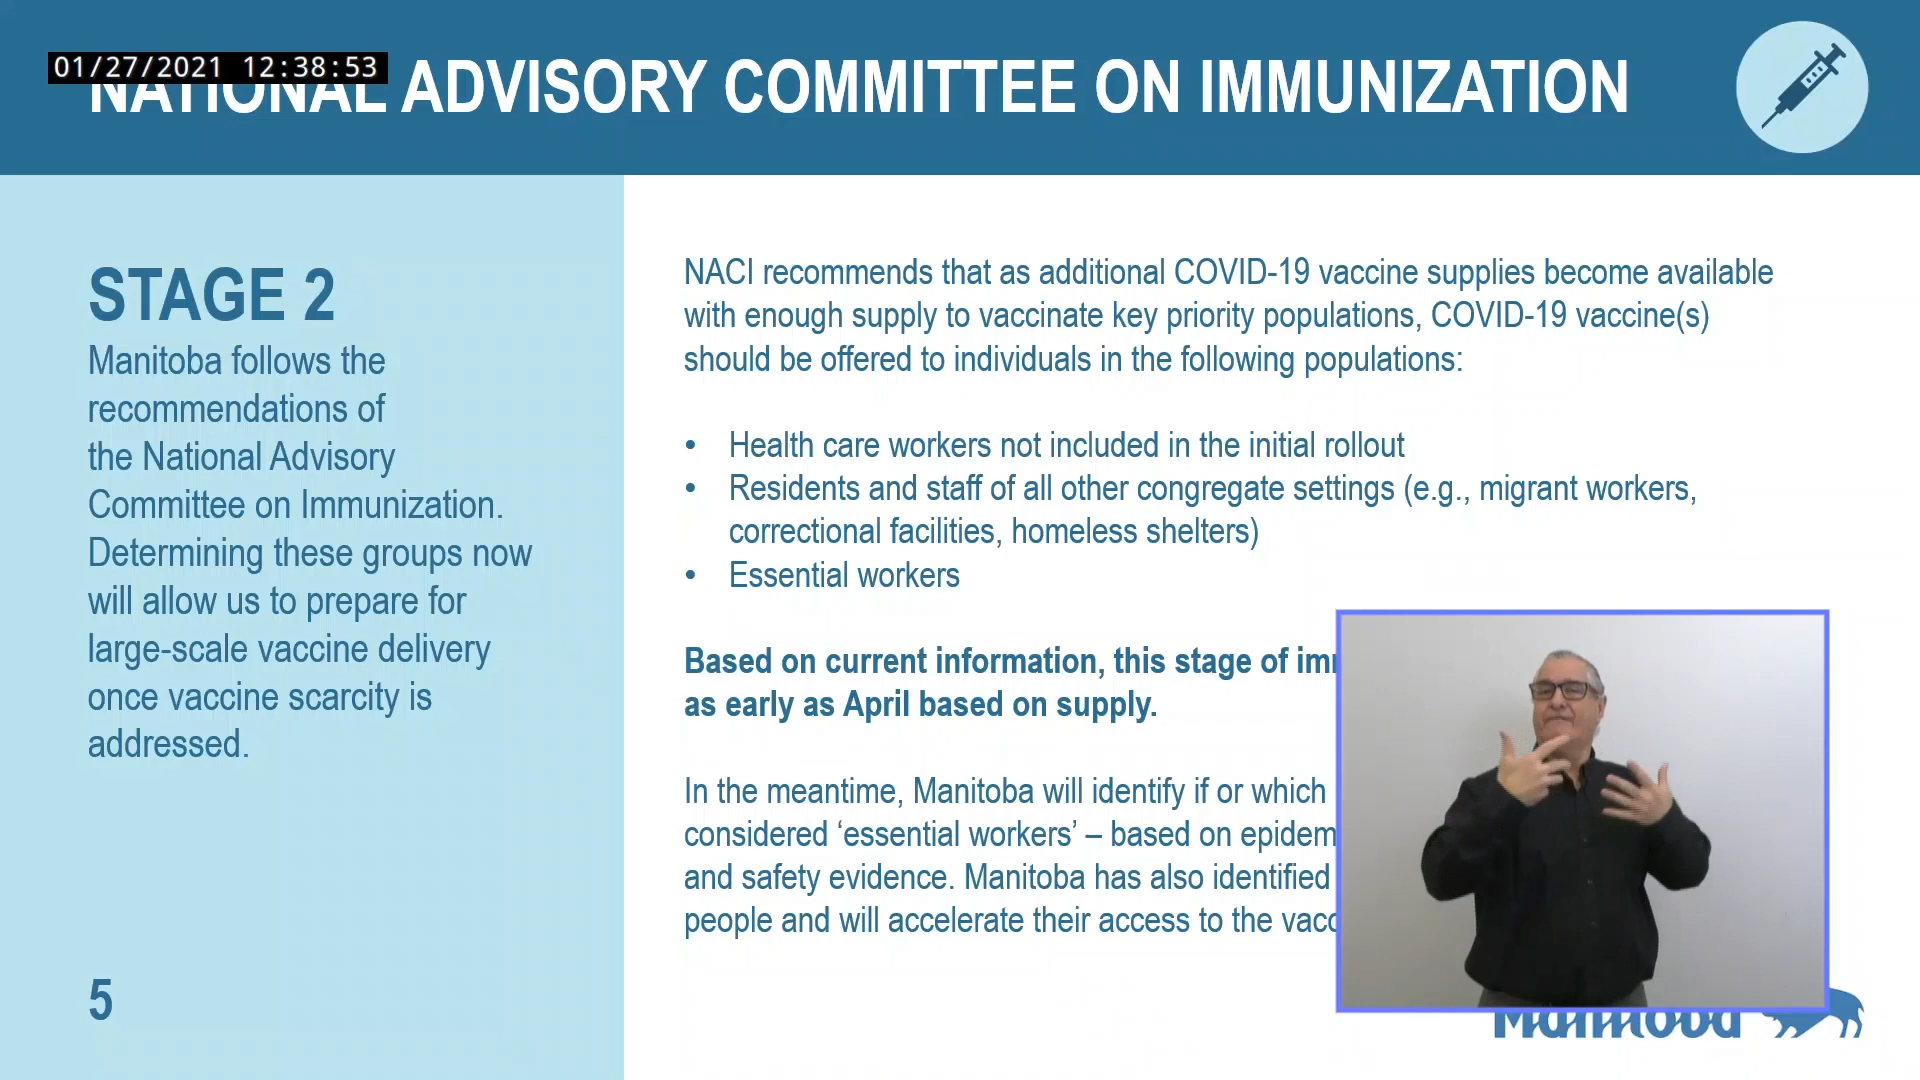 01/27/2021 12:38:53
NATIONAL ADVISORY COMMITTEE ON IMMUNIZATION
STAGE 2
Manitoba follows the
recommendations of
the National Advisory
Committee on Immunization.
Determining these groups now
will allow us to prepare for
large-scale vaccine delivery
once vaccine scarcity is
addressed.
5
NACI recommends that as additional COVID-19 vaccine supplies become available
with enough supply to vaccinate key priority populations, COVID-19 vaccine(s)
should be offered to individuals in the following populations:
• Health care workers not included in the initial rollout
• Residents and staff of all other congregate settings (e.g., migrant workers,
correctional facilities, homeless shelters)
• Essential workers
Based on current information, this stage of
as early as April based on supply.
In the meantime, Manitoba will identify if or which
considered ‘essential workers’ – based on
and safety evidence. Manitoba has also identified
people and will accelerate their access to the
Manitoba